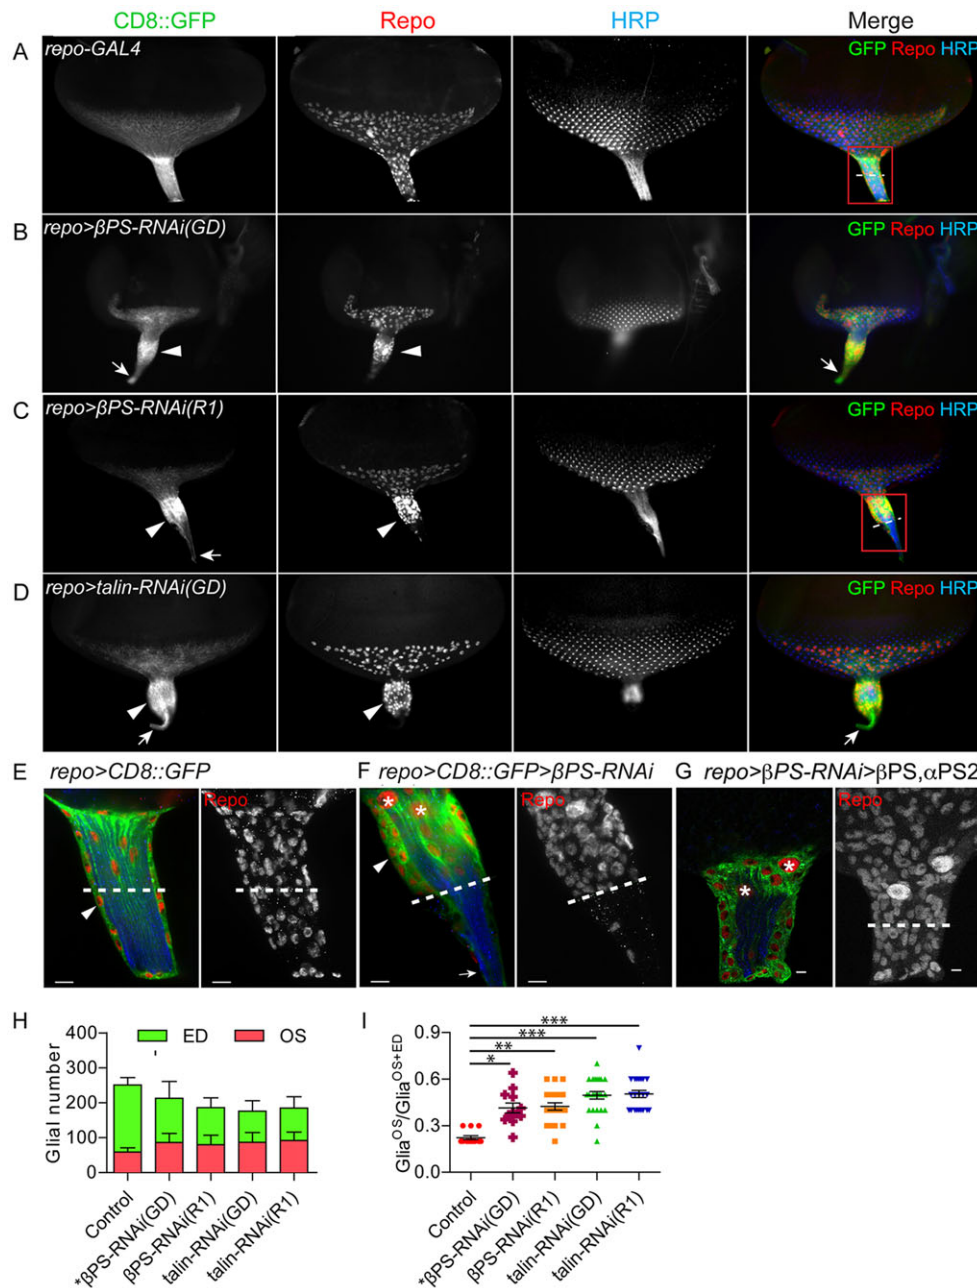 CD8::GFP Repo HRP Merge
A repo-GAL4 GFP Repo HRP
B repo>βPS-RNAi(GD) GFP Repo HRP
C repo>βPS-RNAi(R1) GFP Repo HRP
D repo>talin-RNAi(GD) GFP Repo HRP
E repo>CD8::GFP F repo>CD8::GFP>βPS-RNAi G repo>βPS-RNAi>βPS,αPS2
Repo Repo Repo
* * * *
H
ED OS
Glial number
400
300
200
100
0
Control
*βPS-RNAi(GD)
βPS-RNAi(R1)
talin-RNAi(GD)
talin-RNAi(R1)
I
Glia^OS/Glia^OS+ED
0.9
0.6
0.3
0.0
***
***
**
*
Control
*βPS-RNAi(GD)
βPS-RNAi(R1)
talin-RNAi(GD)
talin-RNAi(R1)